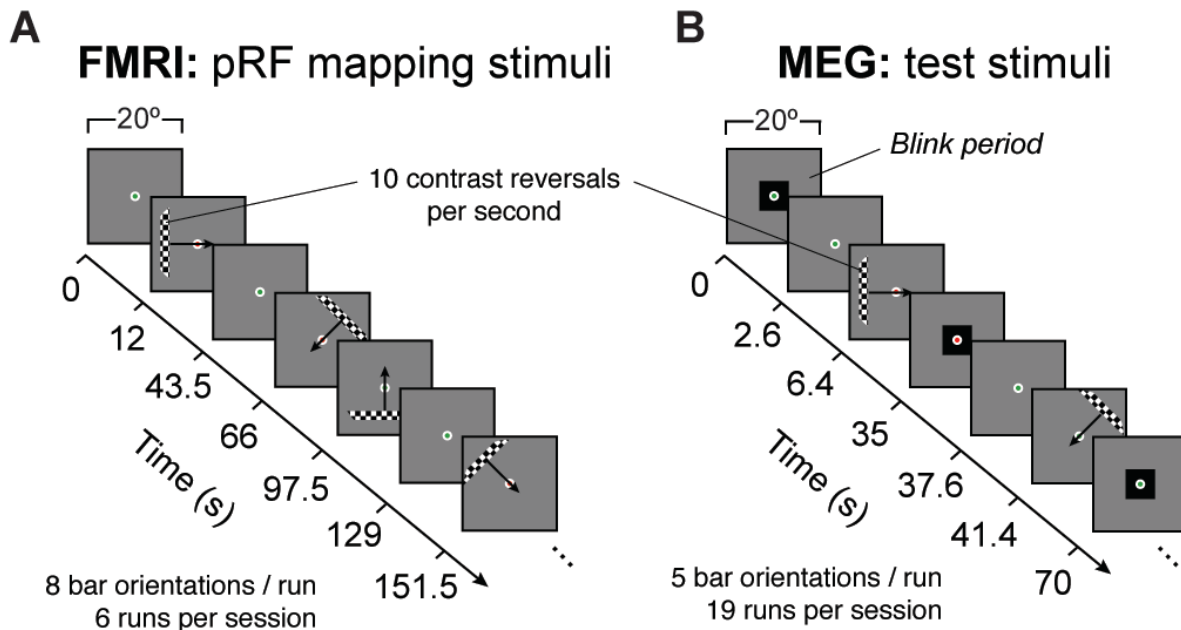 A
FMRI: pRF mapping stimuli
20º
10 contrast reversals
per second
0
12
43.5
66
97.5
129
151.5
Time (s)
...
8 bar orientations / run
6 runs per session
B
MEG: test stimuli
20º
Blink period
0
2.6
6.4
35
37.6
41.4
70
Time (s)
...
5 bar orientations / run
19 runs per session